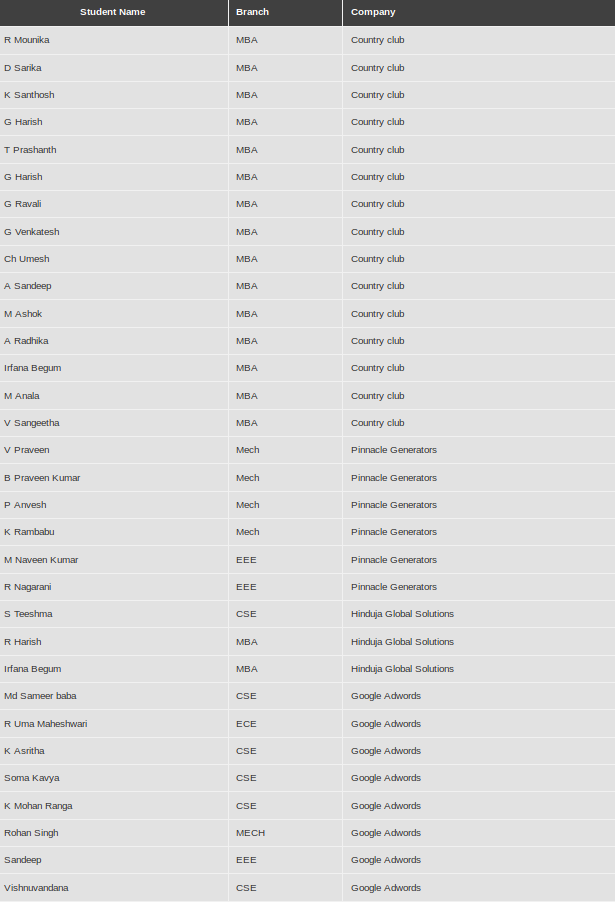 Student Name Branch Company
R Mounika MBA Country club
D Sarika MBA Country club
K Santhosh MBA Country club
G Harish MBA Country club
T Prashanth MBA Country club
G Harish MBA Country club
G Ravali MBA Country club
G Venkatesh MBA Country club
Ch Umesh MBA Country club
A Sandeep MBA Country club
M Ashok MBA Country club
A Radhika MBA Country club
Irfana Begum MBA Country club
M Anala MBA Country club
V Sangeetha MBA Country club
V Praveen Mech Pinnacle Generators
B Praveen Kumar Mech Pinnacle Generators
P Anvesh Mech Pinnacle Generators
K Rambabu Mech Pinnacle Generators
M Naveen Kumar EEE Pinnacle Generators
R Nagarani EEE Pinnacle Generators
S Teeshma CSE Hinduja Global Solutions
R Harish MBA Hinduja Global Solutions
Irfana Begum MBA Hinduja Global Solutions
Md Sameer baba CSE Google Adwords
R Uma Maheshwari ECE Google Adwords
K Asritha CSE Google Adwords
Soma Kavya CSE Google Adwords
K Mohan Ranga CSE Google Adwords
Rohan Singh MECH Google Adwords
Sandeep EEE Google Adwords
Vishnuvandana CSE Google Adwords